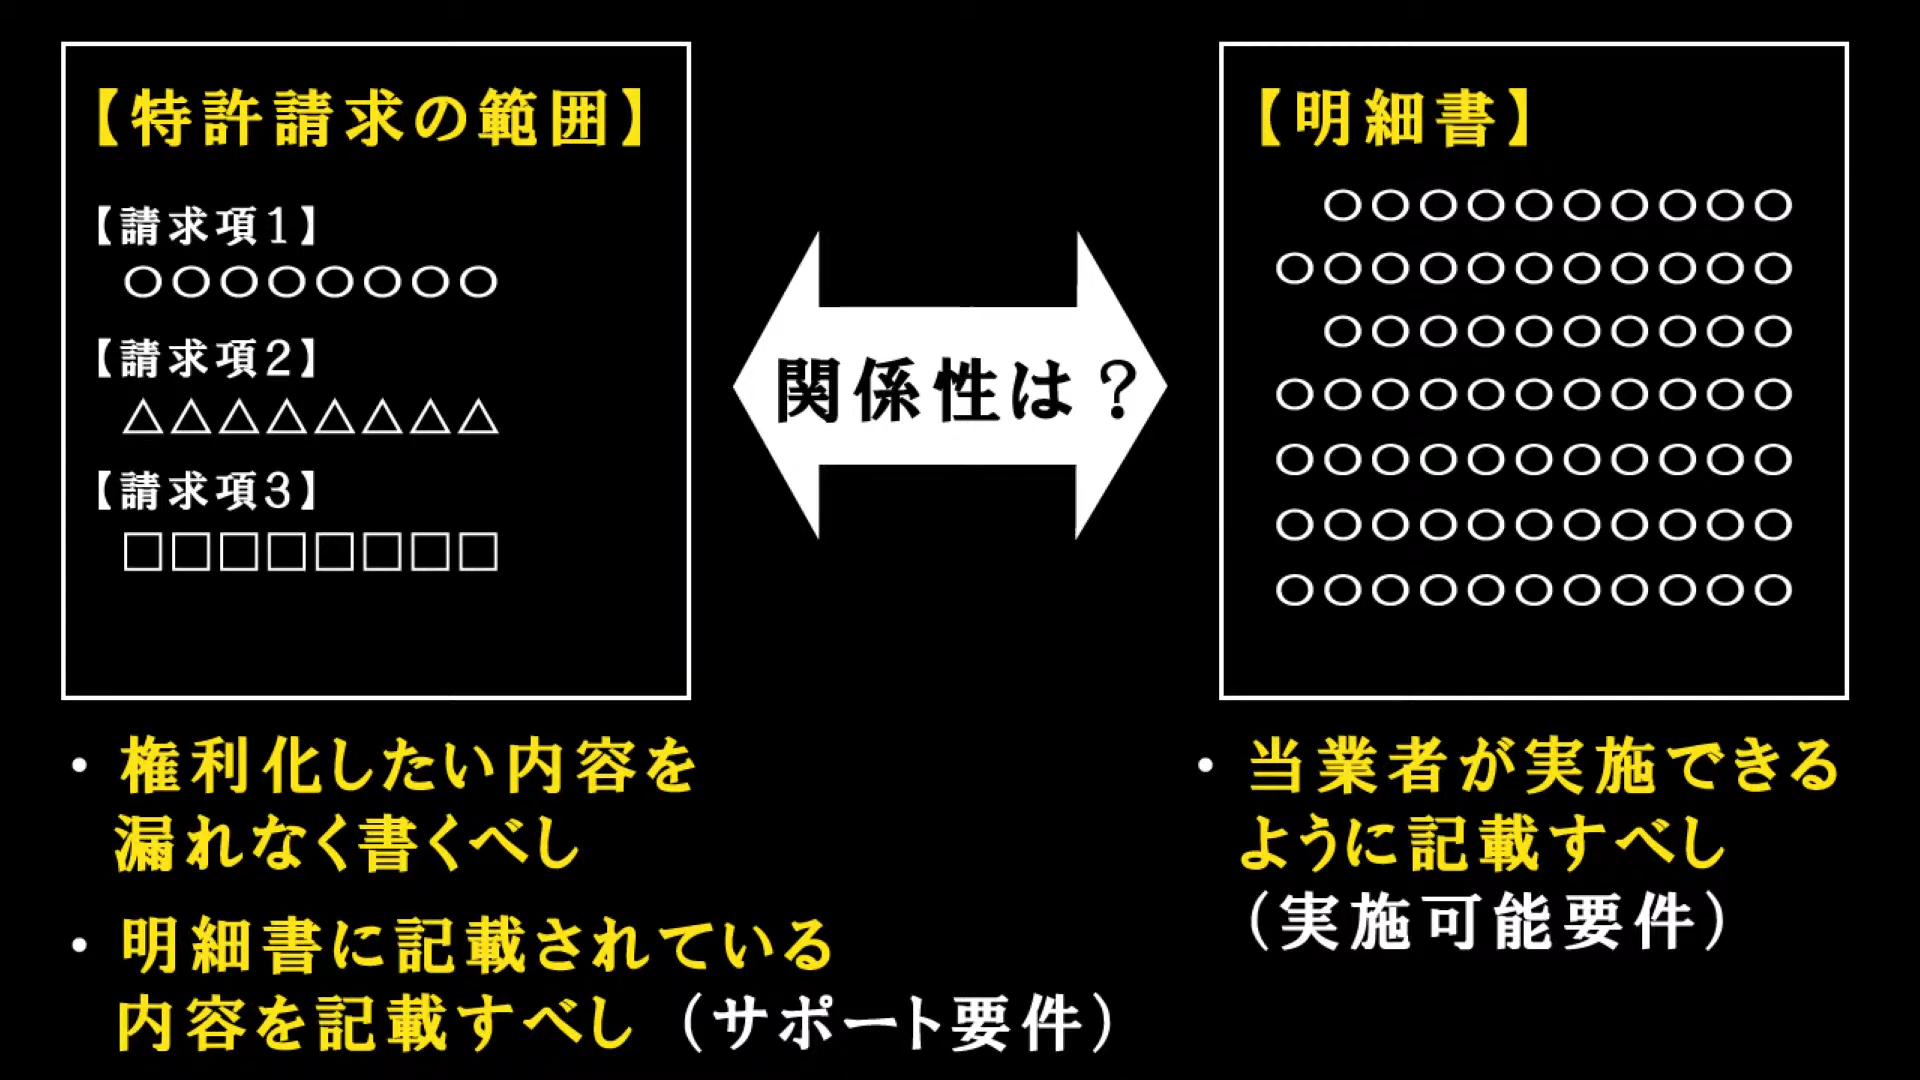 【特許請求の範囲】
【請求項1】
○○○○○○○○
【請求項2】
△△△△△△△△
【請求項3】
□□□□□□□□
・権利化したい内容を
漏れなく書くべし
・明細書に記載されている
内容を記載すべし（サポート要件）
関係性は？
【明細書】
○○○○○○○○○○
○○○○○○○○○○○
○○○○○○○○○○
○○○○○○○○○○○
○○○○○○○○○○○
○○○○○○○○○○○
○○○○○○○○○○○
・当業者が実施できる
ように記載すべし
（実施可能要件）